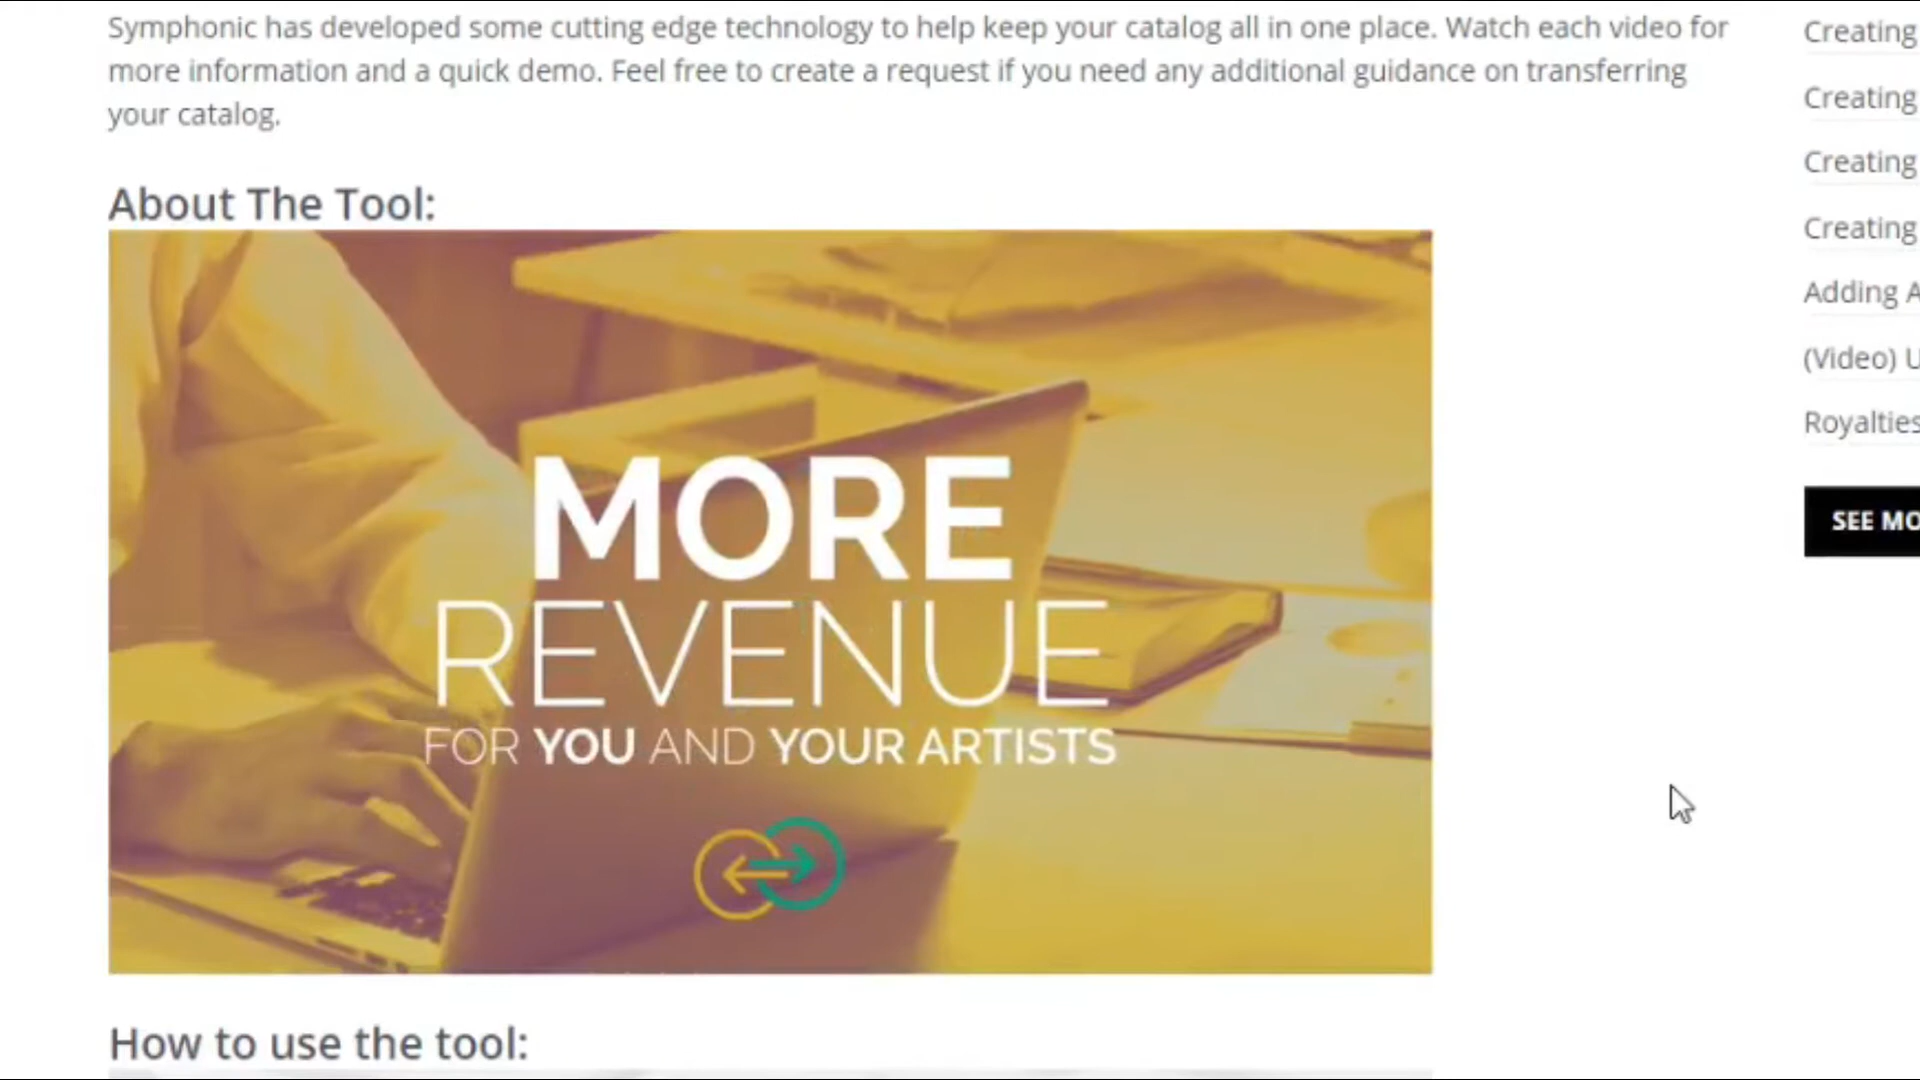 Symphonic has developed some cutting edge technology to help keep your catalog all in one place. Watch each video for
more information and a quick demo. Feel free to create a request if you need any additional guidance on transferring
your catalog.
About The Tool:
MORE
REVENUE
FOR YOU AND YOUR ARTISTS
How to use the tool:
Creating
Creating
Creating
Creating
Adding A
(Video) U
Royalties
SEE MO